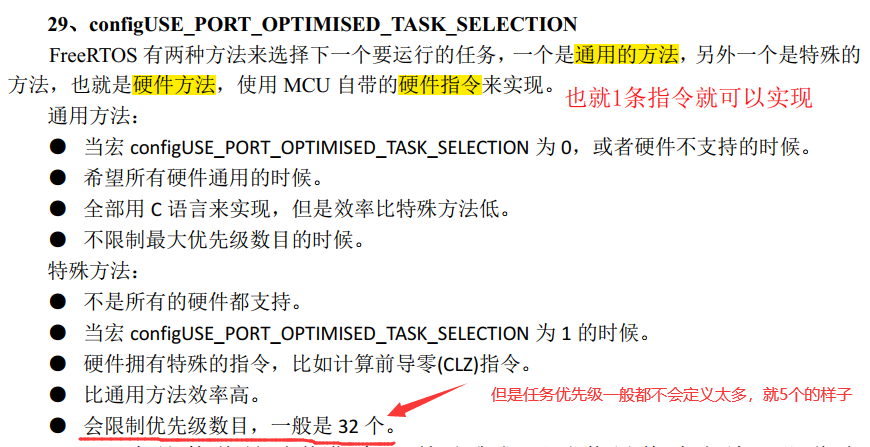 29、configUSE_PORT_OPTIMISED_TASK_SELECTION
FreeRTOS 有两种方法来选择下一个要运行的任务，一个是通用的方法，另外一个是特殊的
方法，也就是硬件方法，使用 MCU 自带的硬件指令来实现。
也就1条指令就可以实现
通用方法：
● 当宏 configUSE_PORT_OPTIMISED_TASK_SELECTION 为 0，或者硬件不支持的时候。
● 希望所有硬件通用的时候。
● 全部用 C 语言来实现，但是效率比特殊方法低。
● 不限制最大优先级数目的时候。
特殊方法：
● 不是所有的硬件都支持。
● 当宏 configUSE_PORT_OPTIMISED_TASK_SELECTION 为 1 的时候。
● 硬件拥有特殊的指令，比如计算前导零(CLZ)指令。
● 比通用方法效率高。
但是任务优先级一般都不会定义太多，就5个的样子
● 会限制优先级数目，一般是 32 个。